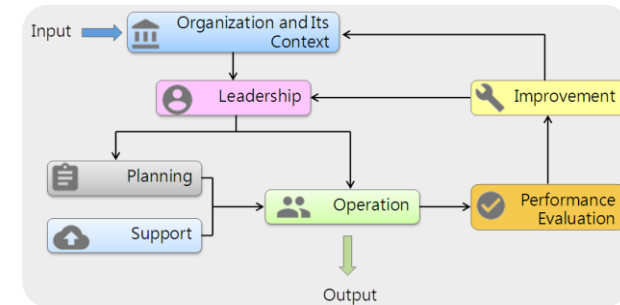 Input
Organization and Its
Context
Leadership
Improvement
Planning
Support
Operation
Performance
Evaluation
Output